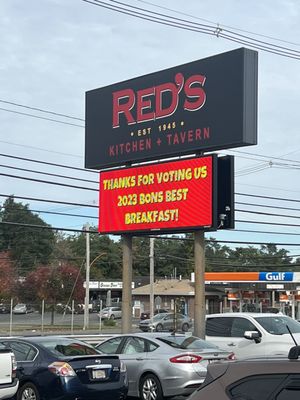 RED'S
EST 1945
KITCHEN + TAVERN
THANKS FOR VOTING US
2023 BONS BEST
BREAKFAST!
Gulf